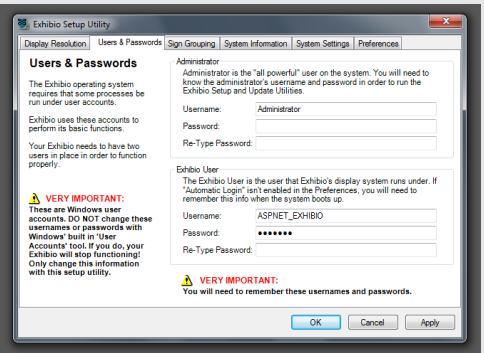 Exhibio Setup Utility
Display Resolution
Users & Passwords
Sign Grouping
System Information
System Settings
Preferences
Users & Passwords
The Exhibio operating system
requires that some processes be
run under user accounts.
Exhibio uses these accounts to
perform its basic functions.
Your Exhibio needs to have two
users in place in order to function
properly.
VERY IMPORTANT:
These are Windows user
accounts. DO NOT change these
usernames or passwords with
Windows' built in 'User
Accounts' tool. If you do, your
Exhibio will stop functioning!
Only change this information
with this setup utility.
Administrator
Administrator is the "all powerful" user on the system. You will need to
know the administrator's username and password in order to run the
Exhibio Setup and Update Utilities.
Username: Administrator
Password:
Re-Type Password:
Exhibio User
The Exhibio User is the user that Exhibio's display system runs under. If
"Automatic Login" isn't enabled in the Preferences, you will need to
remember this info when the system boots up.
Username: ASPNET_EXHIBIO
Password: •••••••
Re-Type Password:
VERY IMPORTANT:
You will need to remember these usernames and passwords.
OK
Cancel
Apply